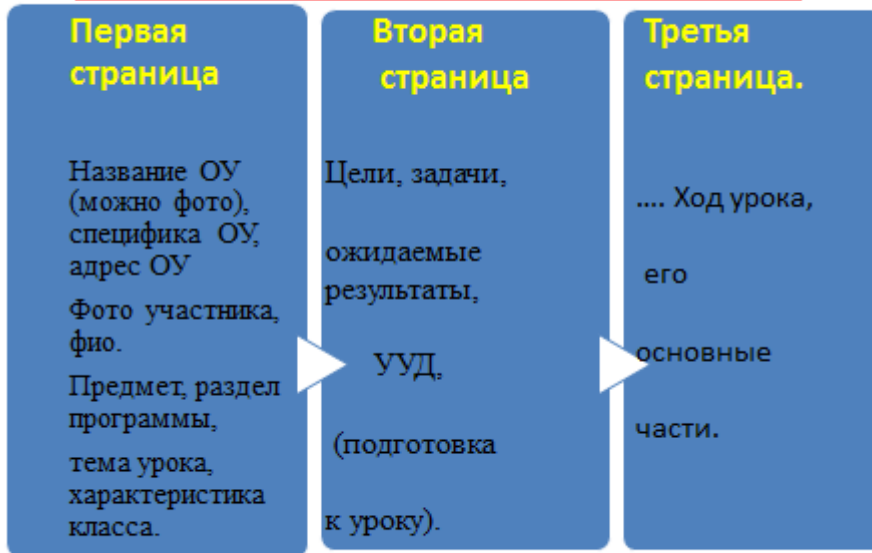 Первая
страница
Название ОУ
(можно фото),
специфика ОУ,
адрес ОУ
Фото участника,
фио.
Предмет, раздел
программы,
тема урока,
характеристика
класса.
Вторая
страница
Цели, задачи,
ожидаемые
результаты,
УУД,
(подготовка
к уроку).
Третья
страница.
.... Ход урока,
его
основные
части.